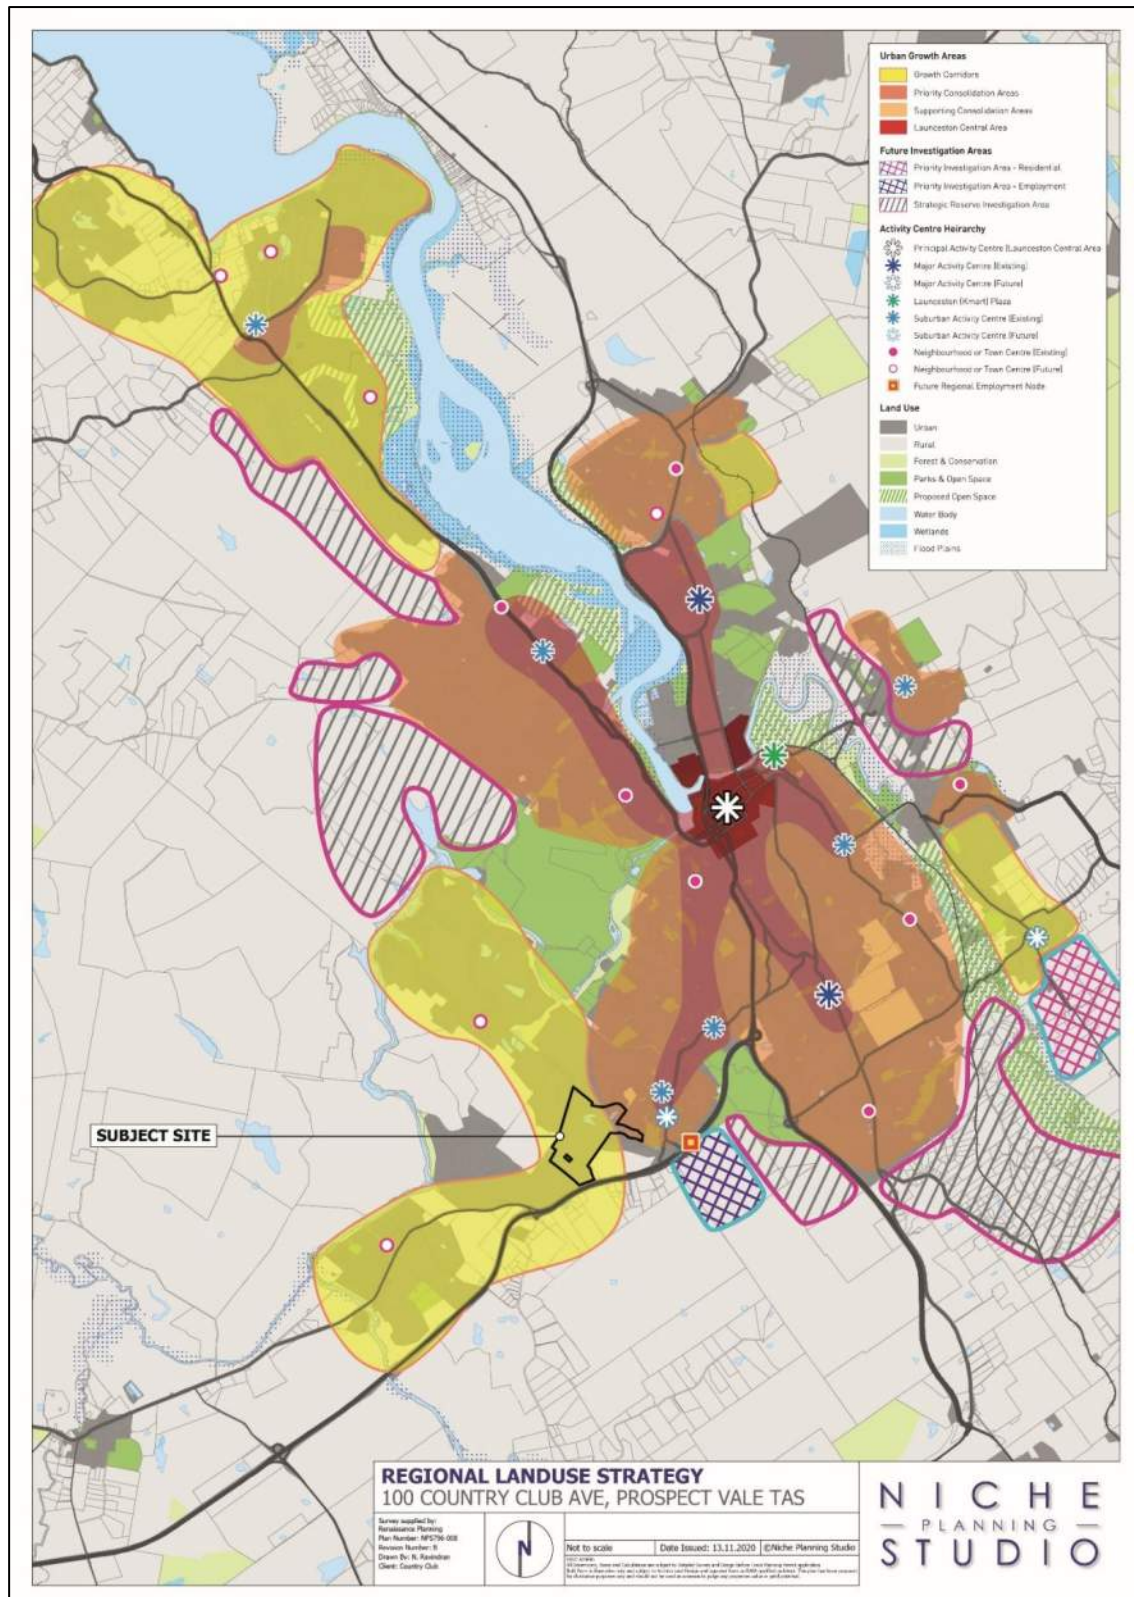 Urban Growth Areas
Growth Corridors
Priority Consolidation Areas
Supporting Consolidation Areas
Launceston Central Area
Future Investigation Areas
Priority Investigation Area - Residential
Priority Investigation Area - Employment
Strategic Reserve Investigation Area
Activity Centre Heirarchy
Principal Activity Centre (Launceston Central Area
Major Activity Centre (Existing)
Major Activity Centre (Future)
Launceston (Kmart) Plaza
Suburban Activity Centre (Existing)
Suburban Activity Centre (Future)
Neighbourhood or Town Centre (Existing)
Neighbourhood or Town Centre (Future)
Future Regional Employment Node
Land Use
Urban
Rural
Forest & Conservation
Parks & Open Space
Proposed Open Space
Water Body
Wetlands
Flood Plains
SUBJECT SITE
REGIONAL LANDUSE STRATEGY
100 COUNTRY CLUB AVE, PROSPECT VALE TAS
Survey supplied by:
Renaissance Planning
Plan Number: NPS796-008
Revision Number:
Drawn By: N. Ravindran
Client: Country Club
N
Not to scale
Date Issued: 13.11.2020
©Niche Planning Studio
NICHE
PLANNING
STUDIO